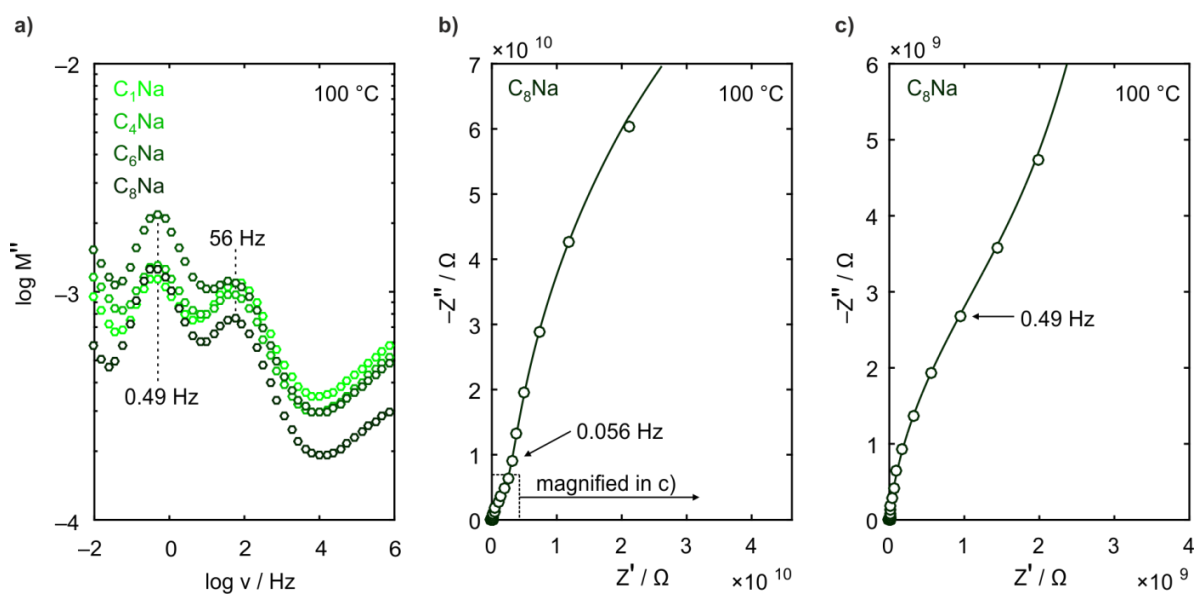 a)
–2
C₁Na
C₄Na
C₆Na
C₈Na
100 °C
56 Hz
log M"
–3
0.49 Hz
–4
–2 0 2 4 6
log ν / Hz
b)
×10 ¹⁰
7
C₈Na
100 °C
6
5
4
–Z" / Ω
3
2
0.056 Hz
1
magnified in c)
0
0 1 2 3 4
Z' / Ω
×10 ¹⁰
c)
×10 ⁹
6
C₈Na
100 °C
5
4
–Z" / Ω
3
0.49 Hz
2
1
0
0 1 2 3 4
Z' / Ω
×10 ⁹